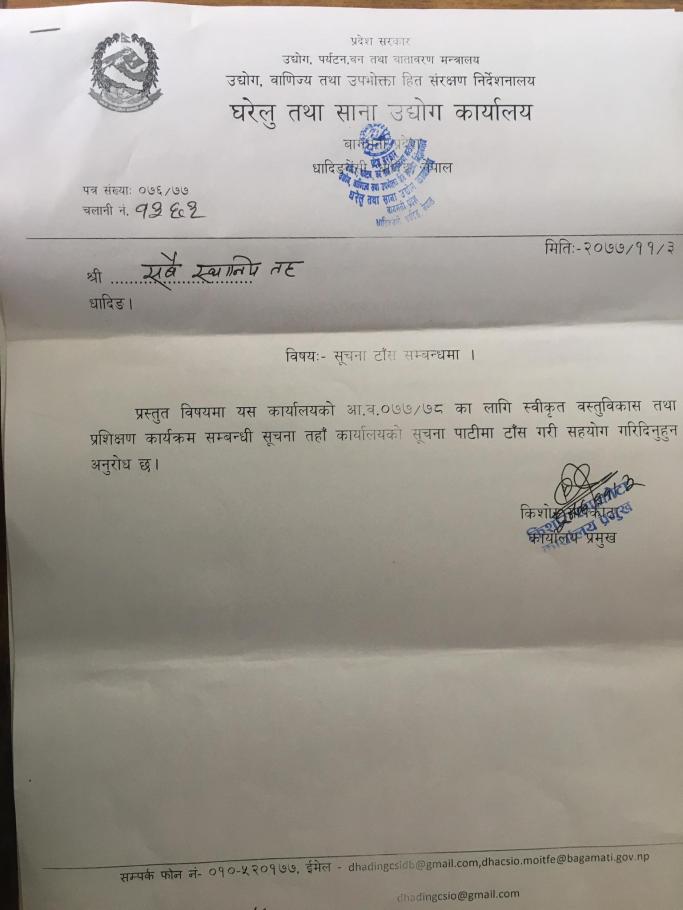 प्रदेश सरकार
उद्योग, पर्यटन,वन तथा वातावरण मन्त्रालय
उद्योग, वाणिज्य तथा उपभोक्ता हित संरक्षण निर्देशनालय
घरेलु तथा साना उद्योग कार्यालय
नेपाल
पत्र संख्याः ०७६/७७
चलानी नं.
मितिः-२०७७/११/३
श्री सबै स्थानिय तह
धादिङ।
विषयः- सूचना टाँस सम्बन्धमा ।
प्रस्तुत विषयमा यस कार्यालयको आ.व.०७७/७८ का लागि स्वीकृत वस्तुविकास तथा
प्रशिक्षण कार्यक्रम सम्बन्धी सूचना तहाँ कार्यालयको सूचना पाटीमा टाँस गरी सहयोग गरिदिनुहुन
अनुरोध छ।
कार्यालय प्रमुख
सम्पर्क फोन नं- ०१०-५२०१७७, ईमेल - dhadingcsidb@gmail.com,dhacsio.moitfe@bagamati.gov.np
dhadingcsio@gmail.com